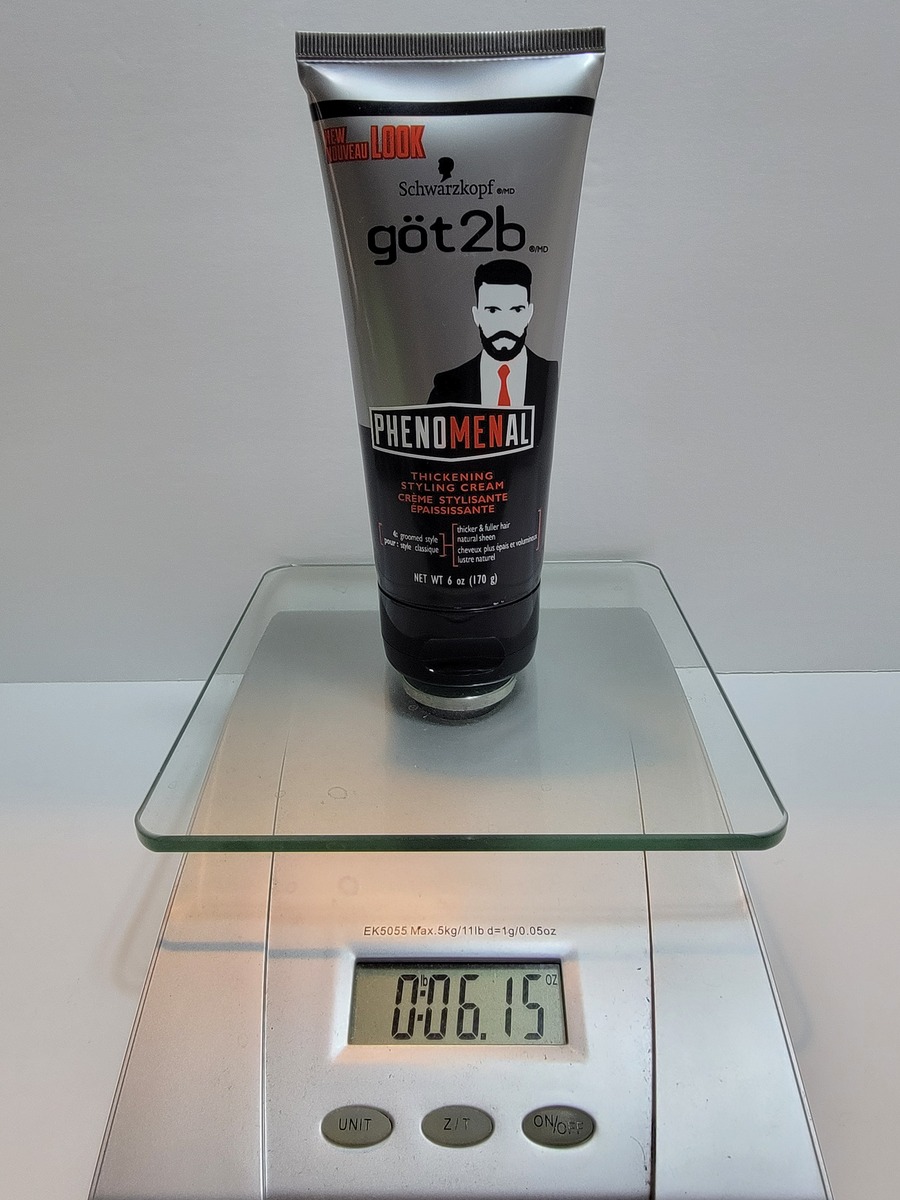 NEW
NOUVEAU LOOK
Schwarzkopf ®/MD
göt2b ®/MD
PHENOMENAL
THICKENING
STYLING CREAM
CRÈME STYLISANTE
ÉPAISSISSANTE
4: groomed style
pour : style classique
thicker & fuller hair
natural sheen
cheveux plus épais et volumineux
lustre naturel
NET WT 6 oz (170 g)
EK5055 Max.5kg/11lb d=1g/0.05oz
0:06.15
lb
OZ
UNIT
Z/T
ON/OFF